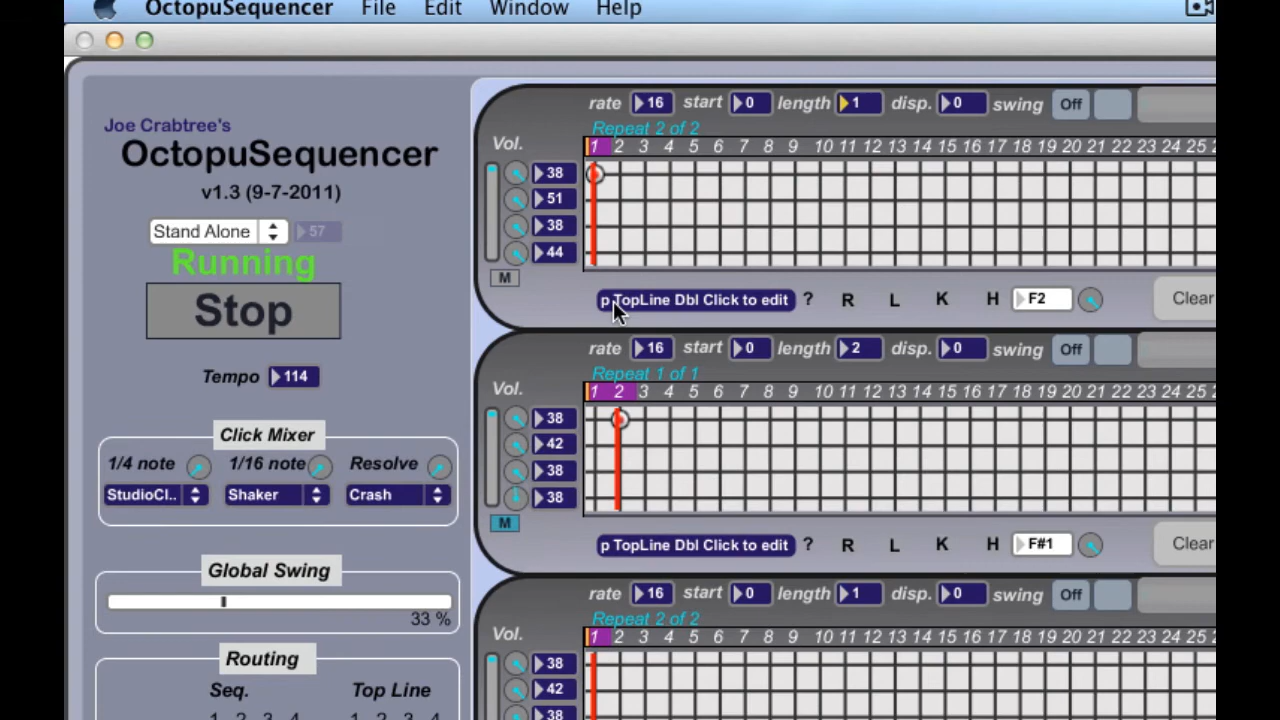 OctopuSequencer File Edit Window Help
Joe Crabtree's
OctopuSequencer
v1.3 (9-7-2011)
Stand Alone 57
Running
Stop
Tempo 114
Click Mixer
1/4 note 1/16 note Resolve
StudioCl.. Shaker Crash
Global Swing
33 %
Routing
Seq. Top Line
1 2 3 4 1 2 3 4
rate 16 start 0 length 1 disp. 0 swing Off
Repeat 2 of 2
Vol.
1 2 3 4 5 6 7 8 9 10 11 12 13 14 15 16 17 18 19 20 21 22 23 24 25
38
51
38
44
M
p TopLine Dbl Click to edit ? R L K H F2 Clear
rate 16 start 0 length 2 disp. 0 swing Off
Repeat 1 of 1
Vol.
1 2 3 4 5 6 7 8 9 10 11 12 13 14 15 16 17 18 19 20 21 22 23 24 25
38
42
38
38
M
p TopLine Dbl Click to edit ? R L K H F#1 Clear
rate 16 start 0 length 1 disp. 0 swing Off
Repeat 2 of 2
Vol.
1 2 3 4 5 6 7 8 9 10 11 12 13 14 15 16 17 18 19 20 21 22 23 24 25
38
42
38